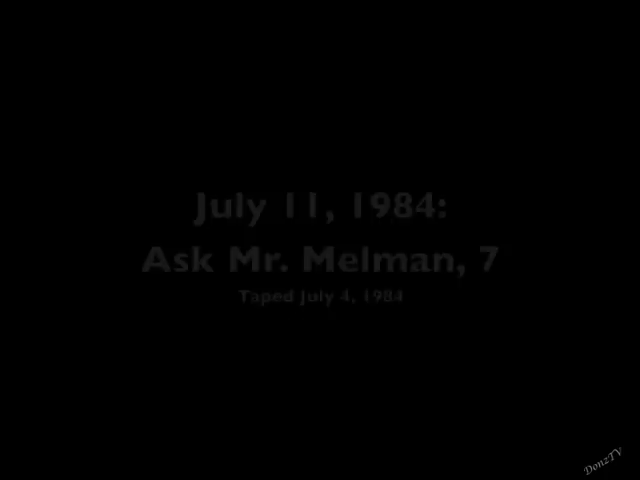 July 11, 1984:
Ask Mr. Melman, 7
Taped July 4, 1984
DonzTV